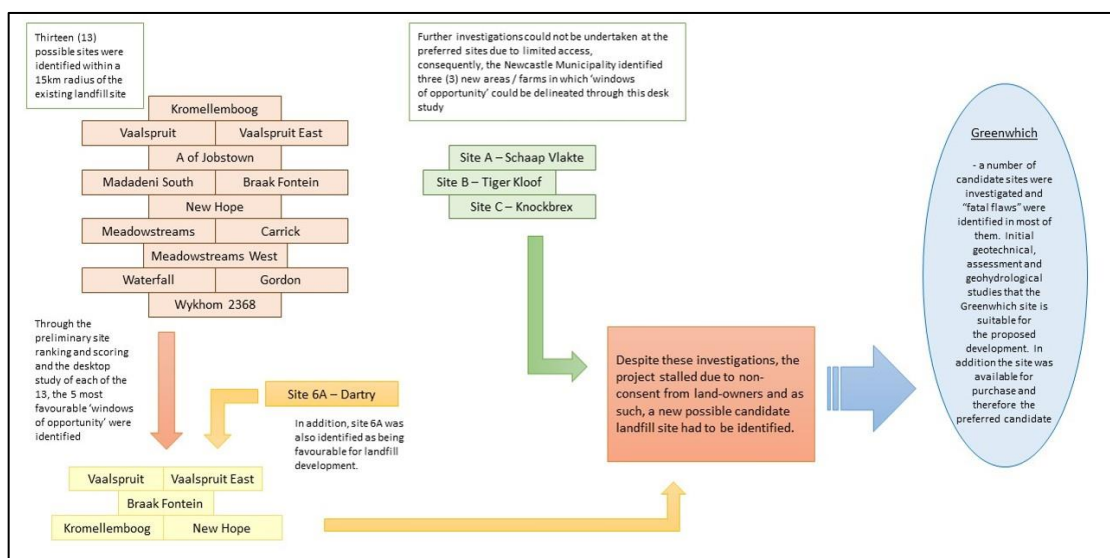 Thirteen (13)
possible sites were
identified within a
15km radius of the
existing landfill site
Kromellemboog
Vaalspruit
Vaalspruit East
A of Jobstown
Madadeni South
Braak Fontein
New Hope
Meadowstreams
Carrick
Meadowstreams West
Waterfall
Gordon
Wykhom 2368
Through the
preliminary site
ranking and scoring
and the desktop
study of each of the
13, the 5 most
favourable 'windows
of opportunity' were
identified
Site 6A – Dartry
In addition, site 6A was
also identified as being
favourable for landfill
development.
Vaalspruit
Vaalspruit East
Braak Fontein
Kromellemboog
New Hope
Further investigations could not be undertaken at the
preferred sites due to limited access,
consequently, the Newcastle Municipality identified
three (3) new areas / farms in which 'windows
of opportunity' could be delineated through this desk
study
Site A – Schaap Vlakte
Site B – Tiger Kloof
Site C – Knockbrex
Despite these investigations, the
project stalled due to non-
consent from land-owners and as
such, a new possible candidate
landfill site had to be identified.
Greenwhich
- a number of
candidate sites were
investigated and
"fatal flaws" were
identified in most of
them. Initial
geotechnical,
assessment and
geohydrological
studies that the
Greenwhich site is
suitable for
the proposed
development. In
addition the site was
available for
purchase and
therefore the
preferred candidate